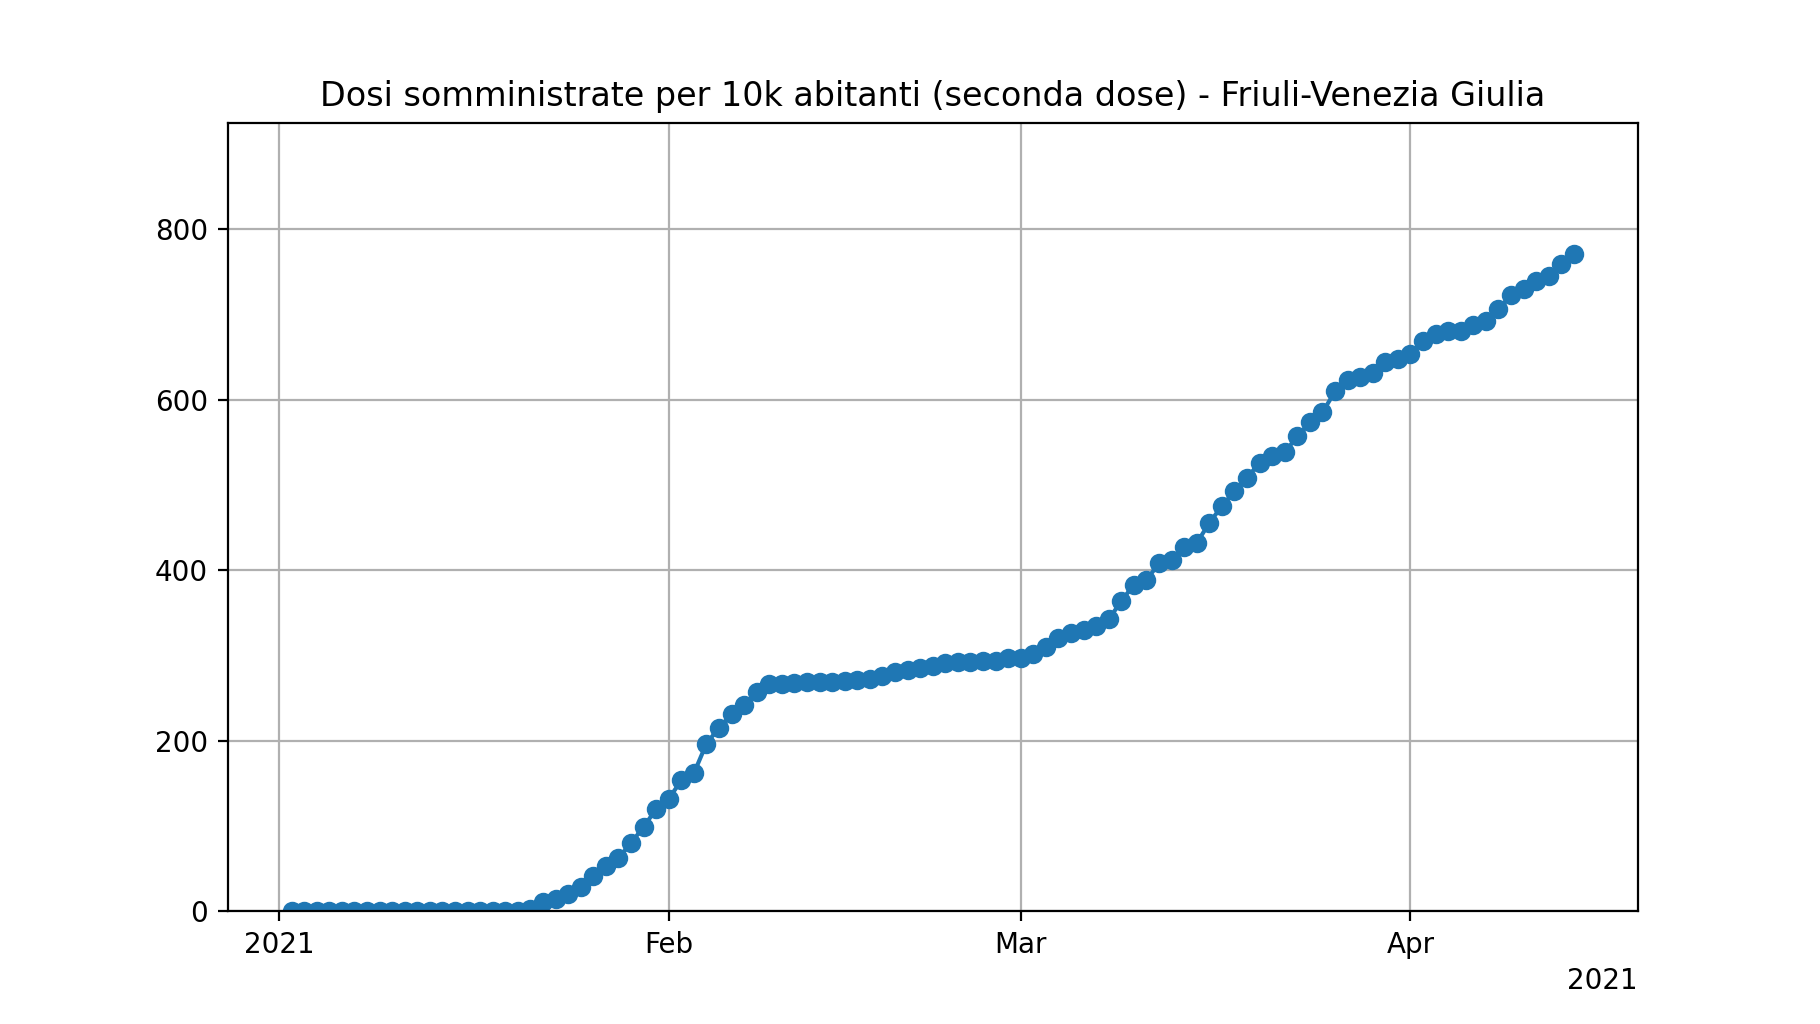 Dosi somministrate per 10k abitanti (seconda dose) - Friuli-Venezia Giulia
800
600
400
200
0
2021
Feb
Mar
Apr
2021